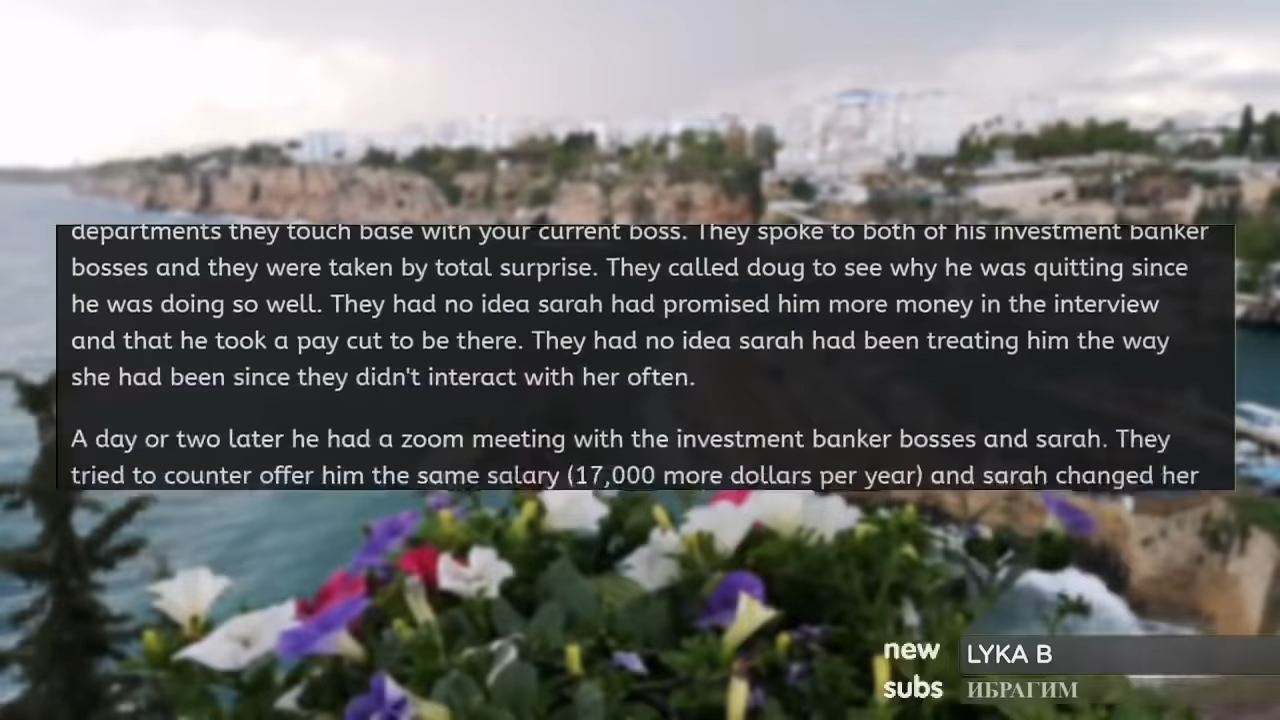 departments they touch base with your current boss. They spoke to both of his investment banker
bosses and they were taken by total surprise. They called doug to see why he was quitting since
he was doing so well. They had no idea sarah had promised him more money in the interview
and that he took a pay cut to be there. They had no idea sarah had been treating him the way
she had been since they didn't interact with her often.
A day or two later he had a zoom meeting with the investment banker bosses and sarah. They
tried to counter offer him the same salary (17,000 more dollars per year) and sarah changed her
new
LYKA B
subs
ИБРАГИМ